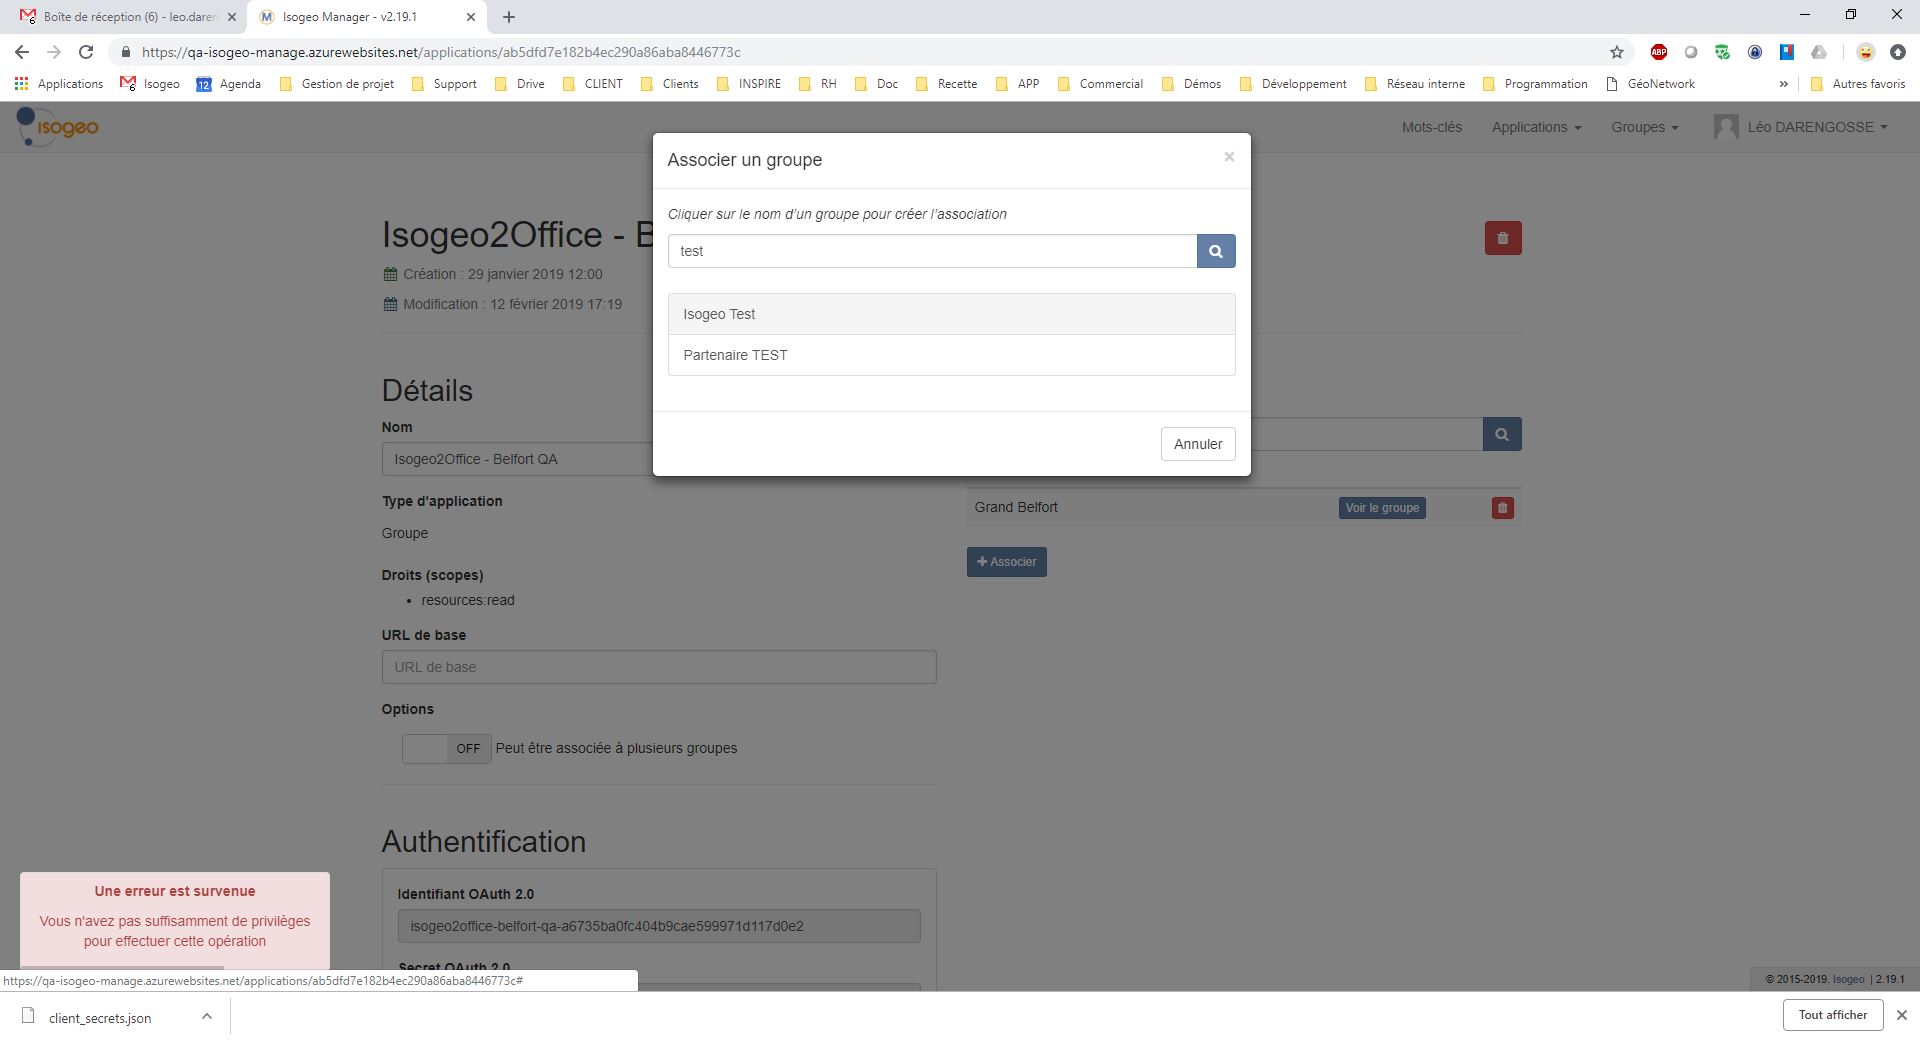 Boîte de réception (6) - leo.daren
Isogeo Manager - v2.19.1
https://qa-isogeo-manage.azurewebsites.net/applications/ab5dfd7e182b4ec290a86aba8446773c
ABP
Applications
Isogeo
12 Agenda
Gestion de projet
Support
Drive
CLIENT
Clients
INSPIRE
RH
Doc
Recette
APP
Commercial
Démos
Développement
Réseau interne
Programmation
GéoNetwork
»
Autres favoris
isogeo
Mots-clés
Applications
Groupes
Léo DARENGOSSE
Associer un groupe
×
Cliquer sur le nom d'un groupe pour créer l'association
test
Isogeo Test
Partenaire TEST
Annuler
Isogeo2Office - B
Création : 29 janvier 2019 12:00
Modification : 12 février 2019 17:19
Détails
Nom
Isogeo2Office - Belfort QA
Type d'application
Groupe
Droits (scopes)
• resources:read
URL de base
URL de base
Options
OFF Peut être associée à plusieurs groupes
Grand Belfort
Voir le groupe
+ Associer
Authentification
Identifiant OAuth 2.0
isogeo2office-belfort-qa-a6735ba0fc404b9cae599971d117d0e2
Secret OAuth 2.0
Une erreur est survenue
Vous n'avez pas suffisamment de privilèges
pour effectuer cette opération
https://qa-isogeo-manage.azurewebsites.net/applications/ab5dfd7e182b4ec290a86aba8446773c#
© 2015-2019, Isogeo | 2.19.1
client_secrets.json
Tout afficher